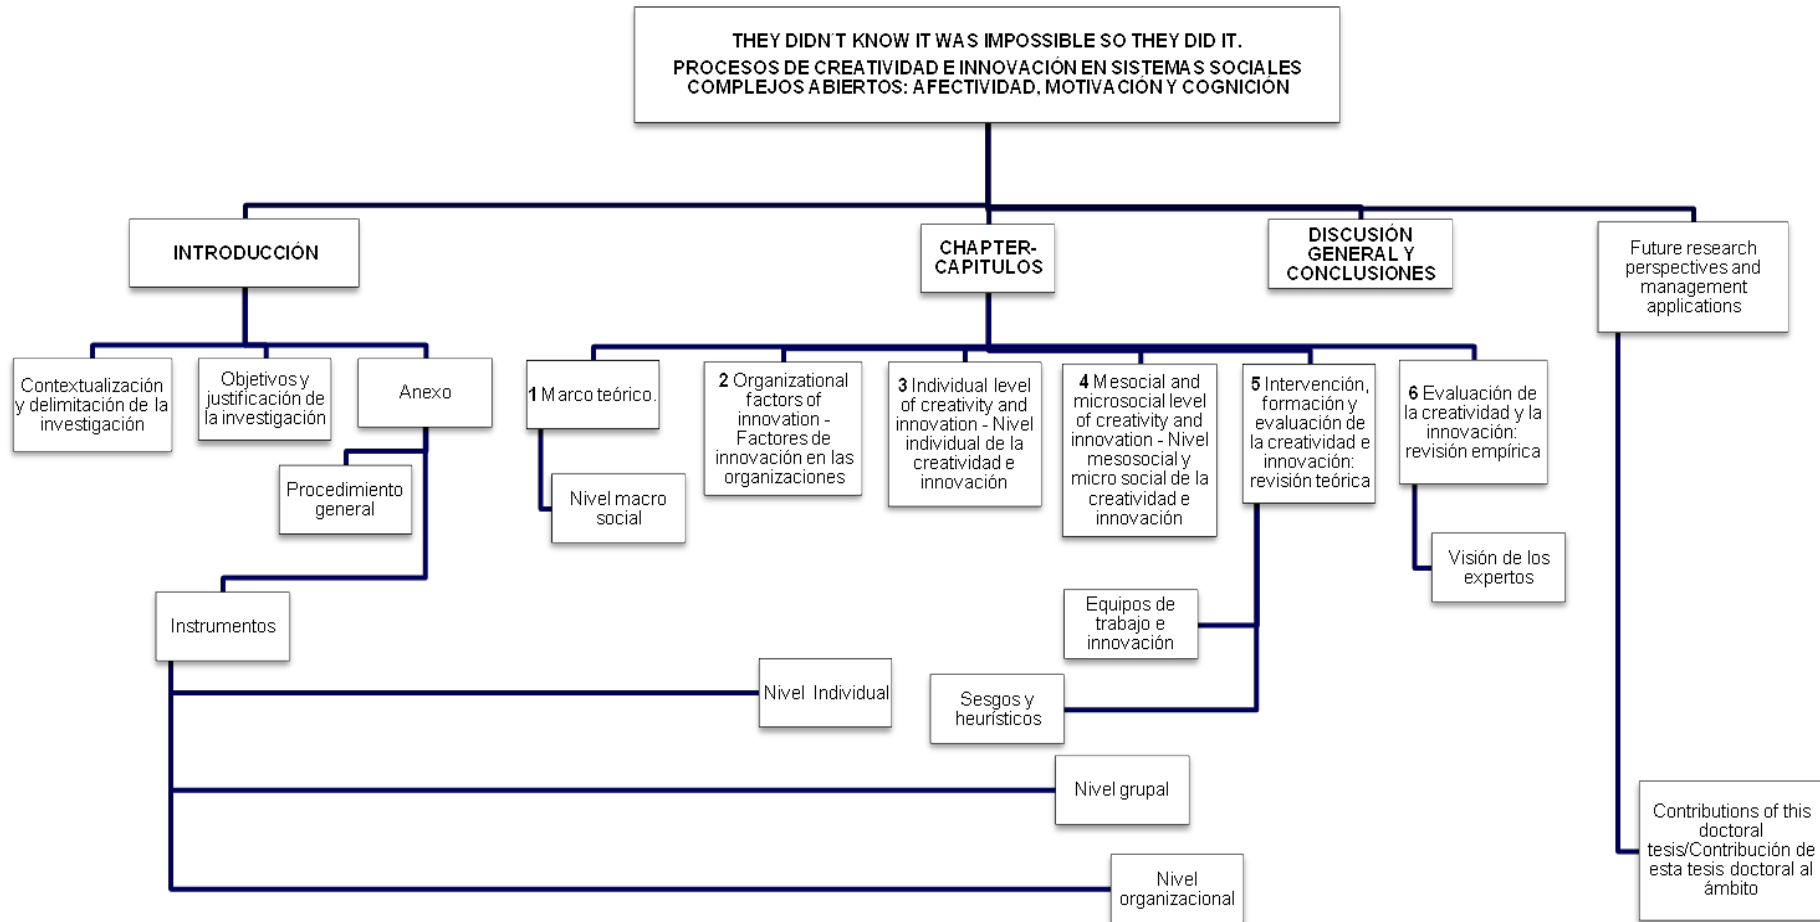 THEY DIDN´T KNOW IT WAS IMPOSSIBLE SO THEY DID IT.
PROCESOS DE CREATIVIDAD E INNOVACIÓN EN SISTEMAS SOCIALES
COMPLEJOS ABIERTOS: AFECTIVIDAD, MOTIVACIÓN Y COGNICIÓN
INTRODUCCIÓN
CHAPTER-
CAPITULOS
DISCUSIÓN
GENERAL Y
CONCLUSIONES
Future research
perspectives and
management
applications
Contextualización
y delimitación de la
investigación
Objetivos y
justificación de
la investigación
Anexo
1 Marco teórico.
2 Organizational
factors of
innovation -
Factores de
innovación en las
organizaciones
3 Individual level
of creativity and
innovation - Nivel
individual de la
creatividad e
innovación
4 Mesocial and
microsocial level
of creativity and
innovation - Nivel
mesosocial y
micro social de la
creatividad e
innovación
5 Intervención,
formación y
evaluación de
la creatividad e
innovación:
revisión teórica
6 Evaluación de
la creatividad y la
innovación:
revisión empírica
Procedimiento
general
Nivel macro
social
Visión de los
expertos
Instrumentos
Equipos de
trabajo e
innovación
Nivel Individual
Sesgos y
heurísticos
Nivel grupal
Nivel
organizacional
Contributions of this
doctoral
tesis/Contribución de
esta tesis doctoral al
ámbito